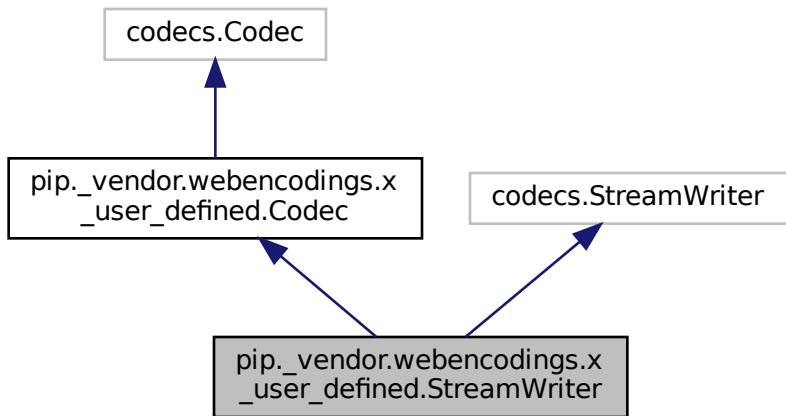 codecs.Codec
pip._vendor.webencodings.x
_user_defined.Codec
codecs.StreamWriter
pip._vendor.webencodings.x
_user_defined.StreamWriter